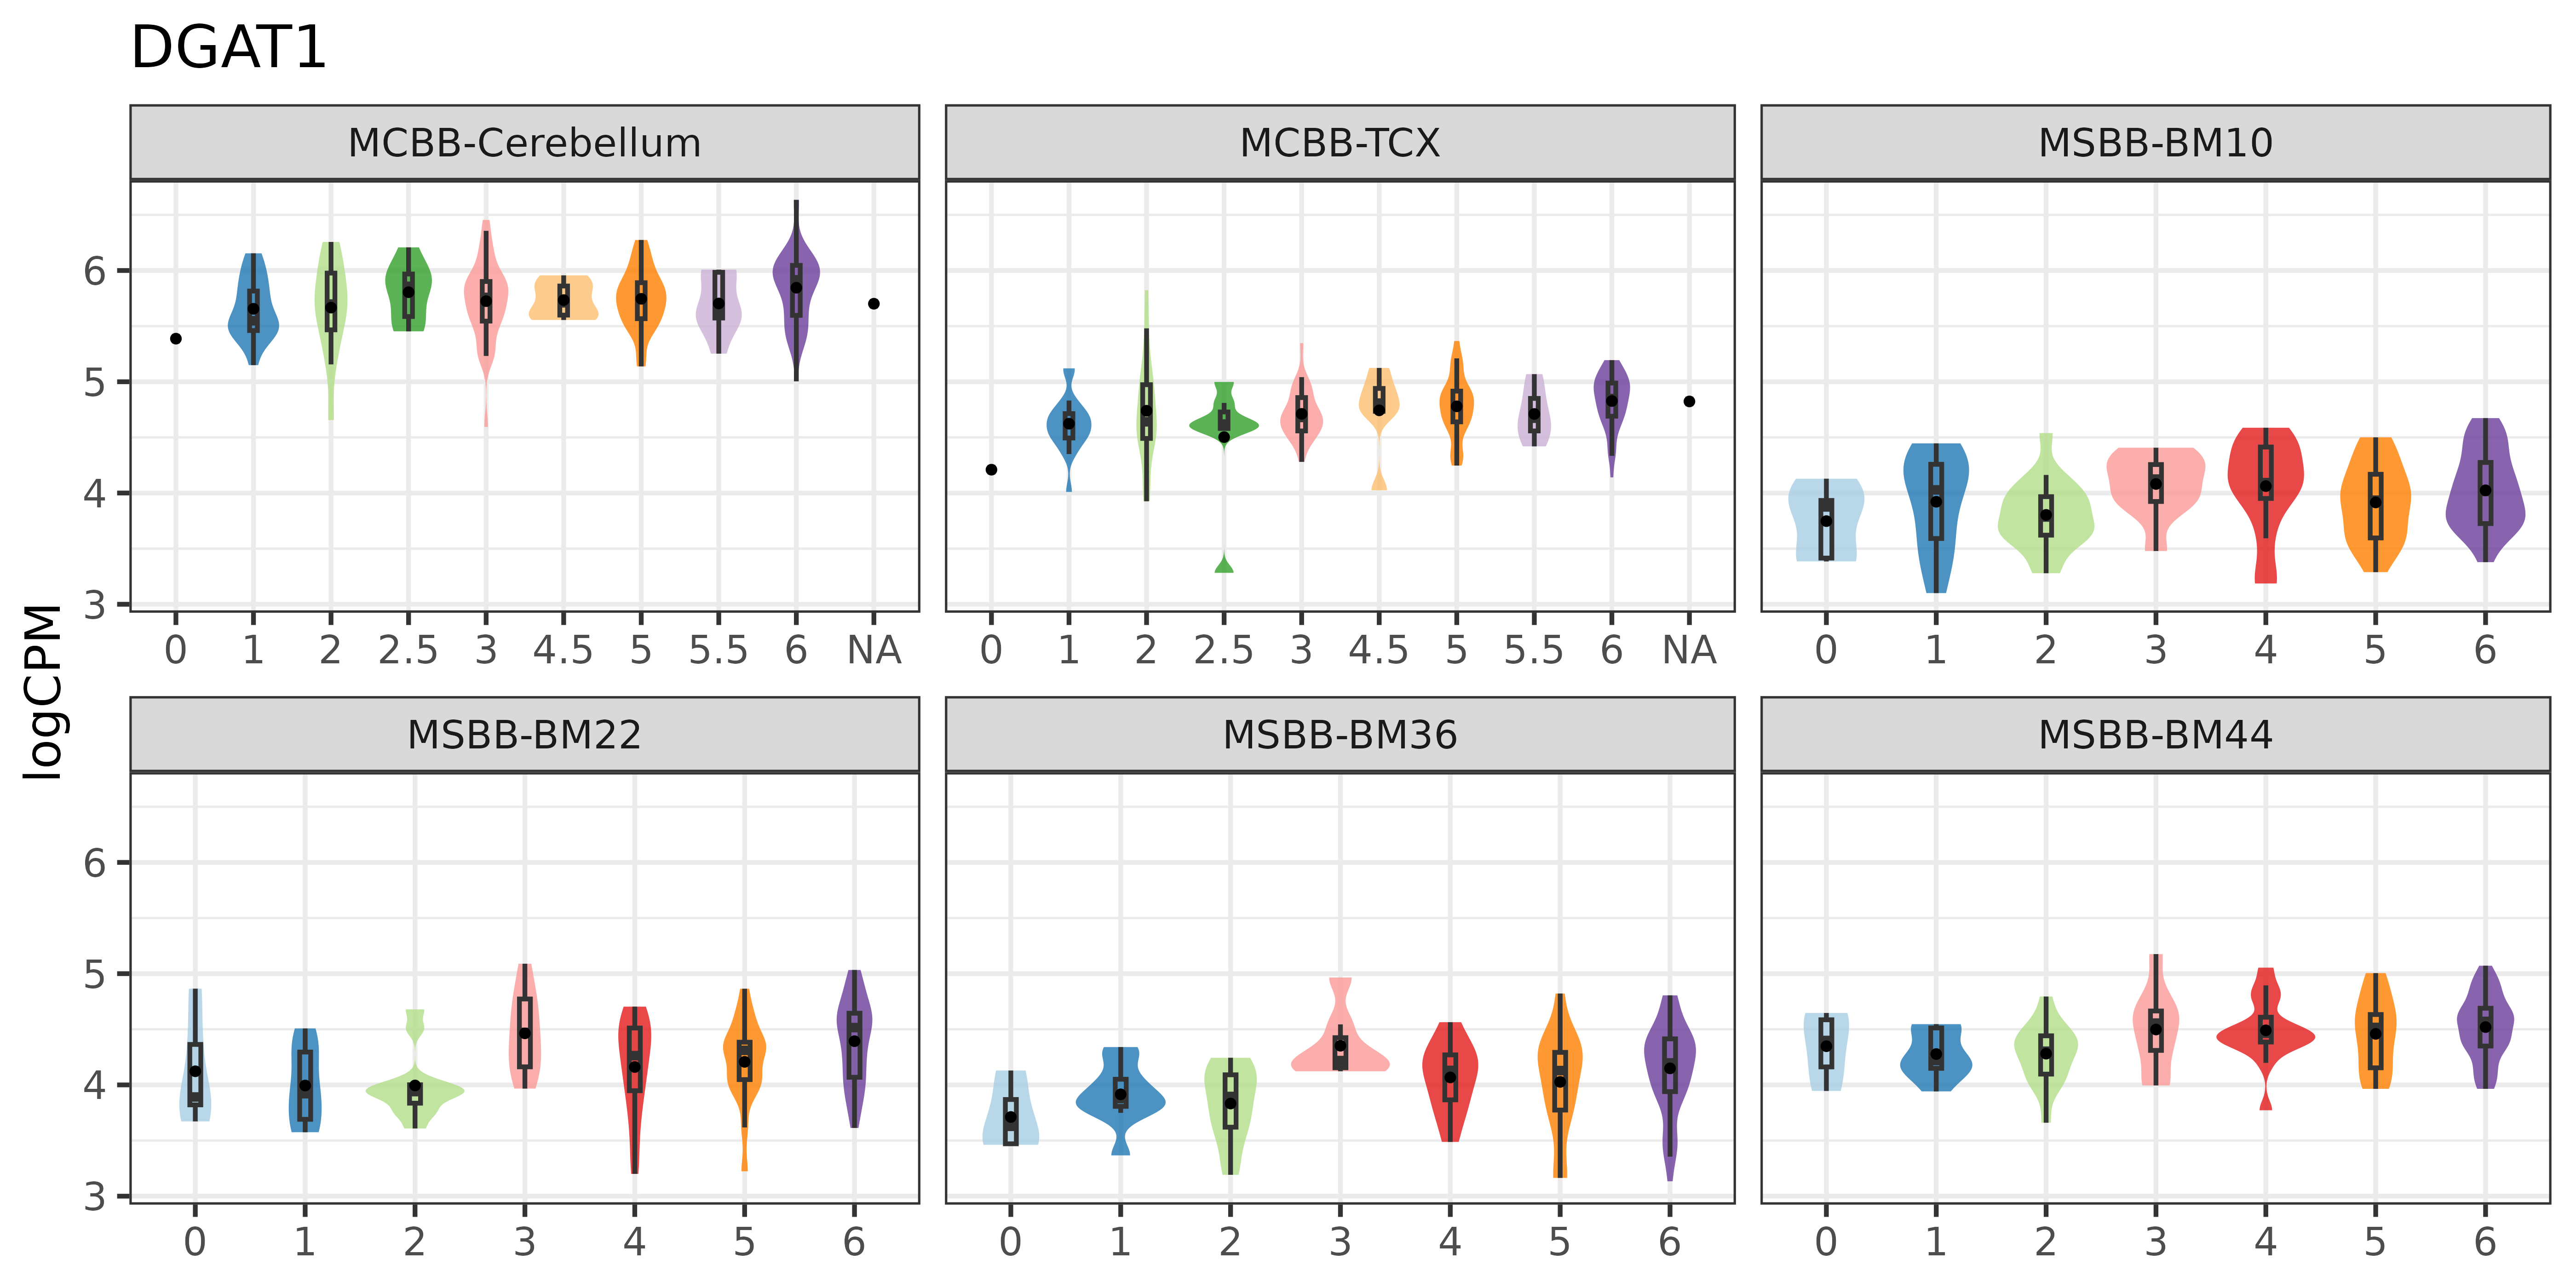 DGAT1
MCBB-Cerebellum
MCBB-TCX
MSBB-BM10
6
5
4
3
0 1 2 2.5 3 4.5 5 5.5 6 NA
0 1 2 2.5 3 4.5 5 5.5 6 NA
0 1 2 3 4 5 6
logCPM
MSBB-BM22
MSBB-BM36
MSBB-BM44
6
5
4
3
0 1 2 3 4 5 6
0 1 2 3 4 5 6
0 1 2 3 4 5 6